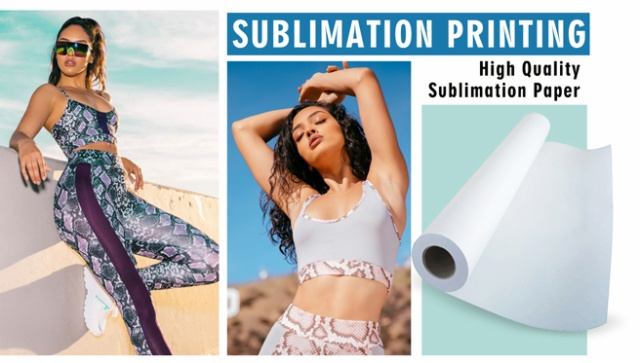 SUBLIMATION PRINTING
High Quality
Sublimation Paper